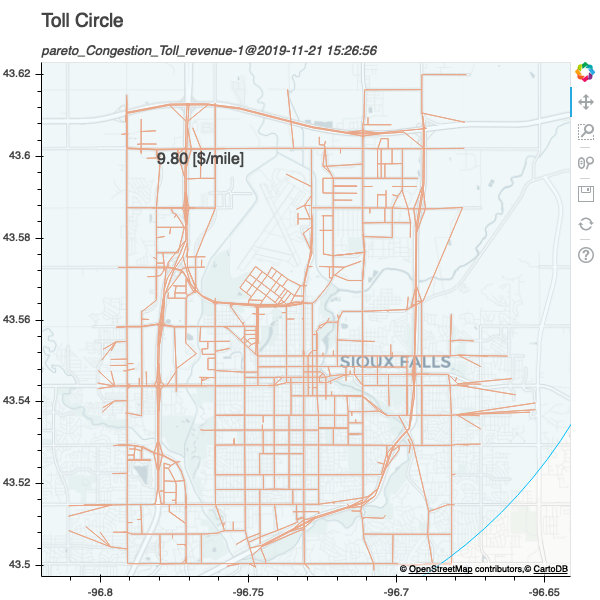 Toll Circle
pareto_Congestion_Toll_revenue-1@2019-11-21 15:26:56
43.62
43.6
9.80 [$/mile]
43.58
43.56
SIOUX FALLS
43.54
43.52
43.5
© OpenStreetMap contributors,© CartoDB
-96.8
-96.75
-96.7
-96.65